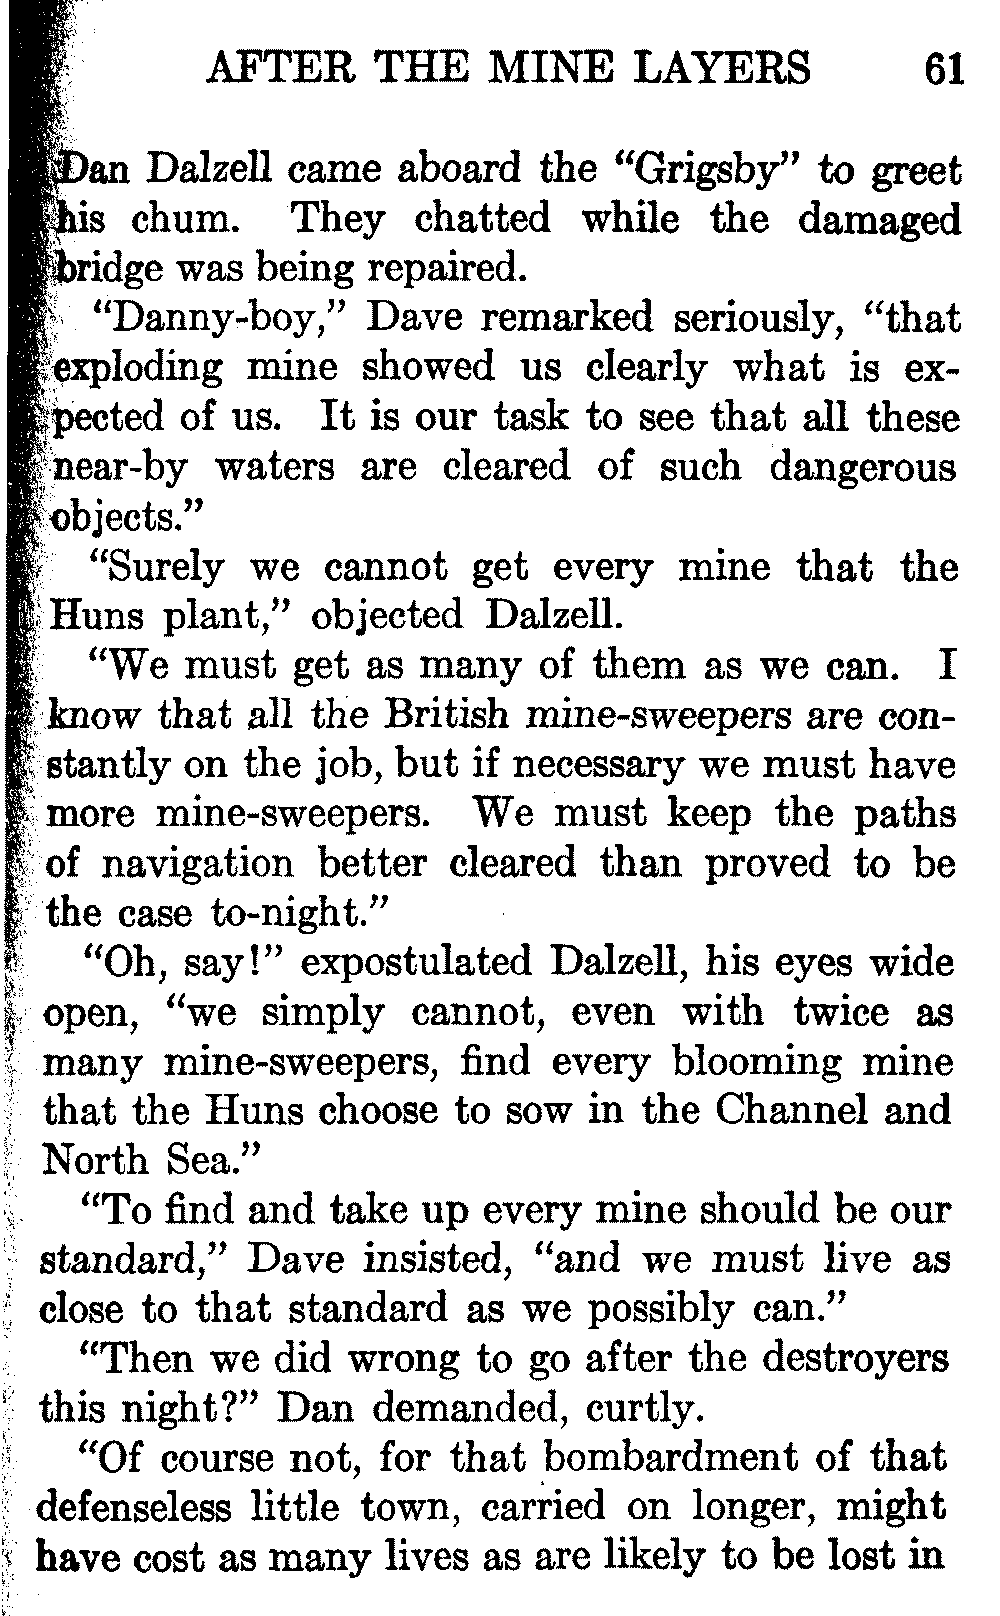 AFTER THE MINE LAYERS 61
Dan Dalzell came aboard the “Grigsby” to greet
his chum. They chatted while the damaged
bridge was being repaired.
“Danny-boy,” Dave remarked seriously, “that
exploding mine showed us clearly what is ex-
pected of us. It is our task to see that all these
near-by waters are cleared of such dangerous
objects.”
“Surely we cannot get every mine that the
Huns plant,” objected Dalzell.
“We must get as many of them as we can. I
know that all the British mine-sweepers are con-
stantly on the job, but if necessary we must have
more mine-sweepers. We must keep the paths
of navigation better cleared than proved to be
the case to-night.”
“Oh, say!” expostulated Dalzell, his eyes wide
open, “we simply cannot, even with twice as
many mine-sweepers, find every blooming mine
that the Huns choose to sow in the Channel and
North Sea.”
“To find and take up every mine should be our
standard,” Dave insisted, “and we must live as
close to that standard as we possibly can.”
“Then we did wrong to go after the destroyers
this night?” Dan demanded, curtly.
“Of course not, for that bombardment of that
defenseless little town, carried on longer, might
have cost as many lives as are likely to be lost in